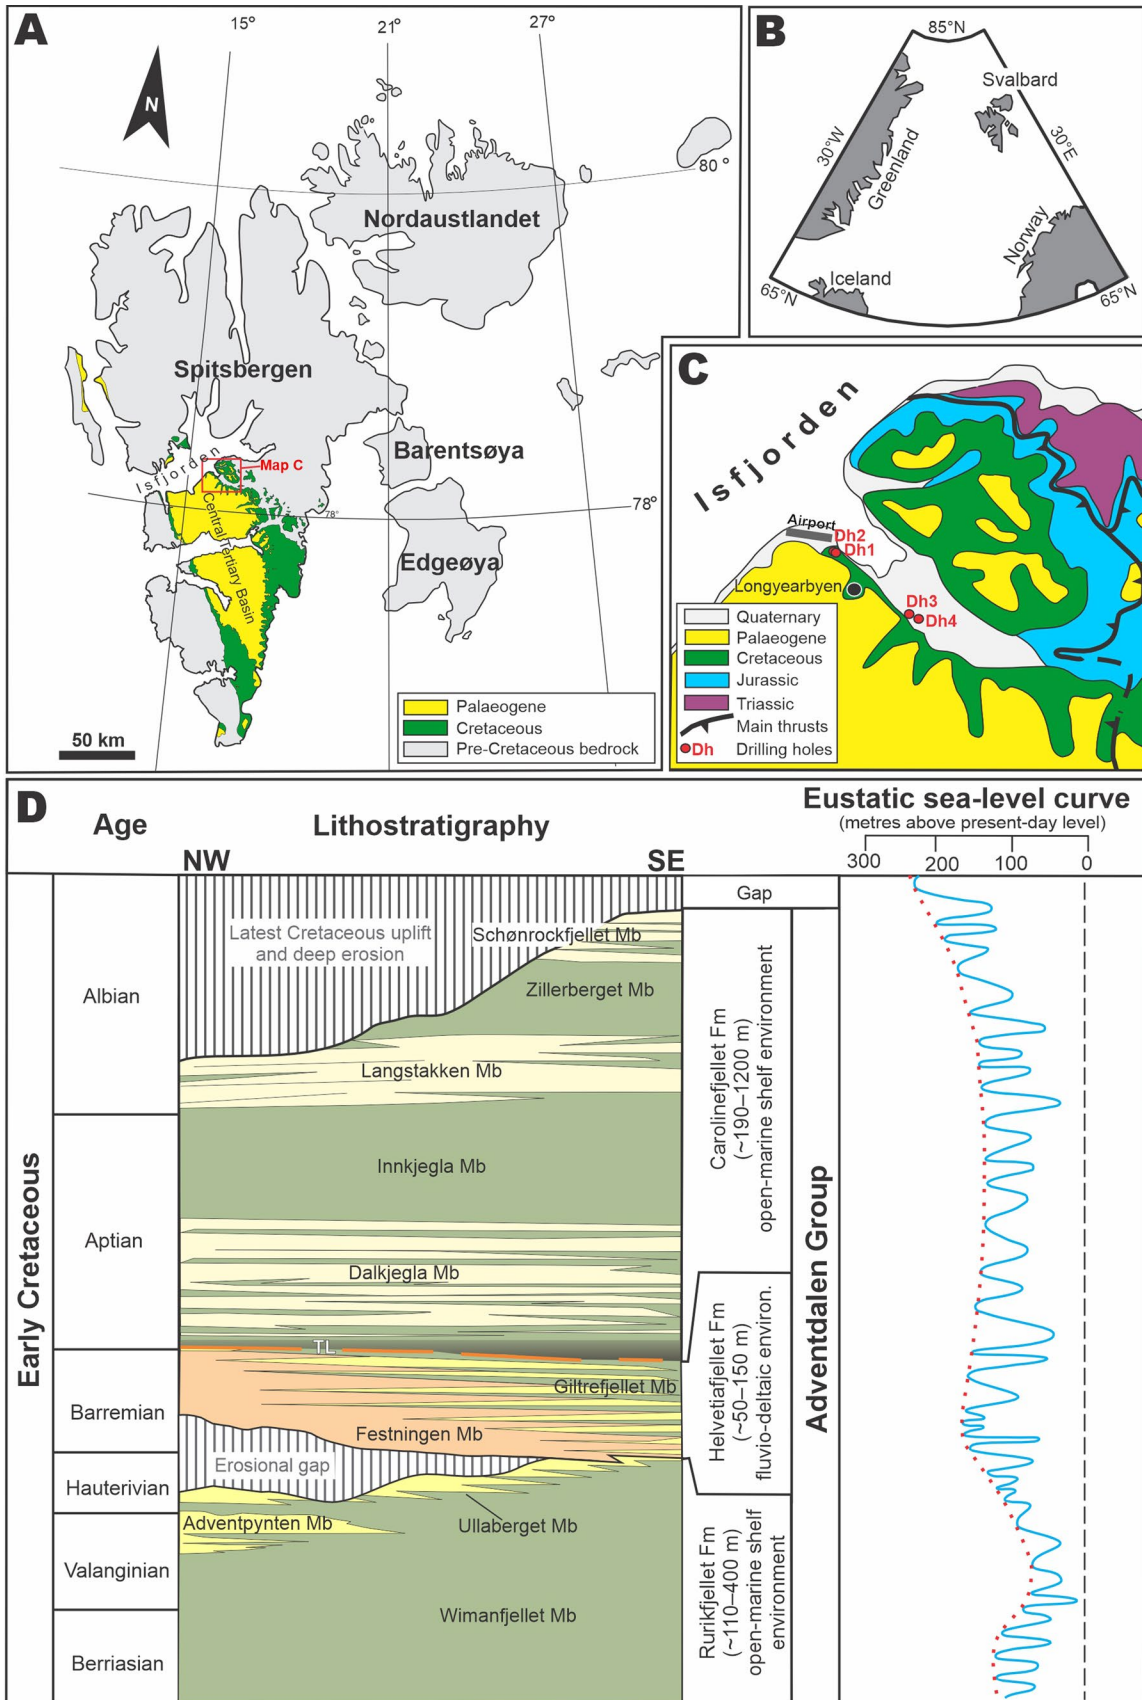 A
15°
21°
27°
N
80°
Nordaustlandet
Spitsbergen
Barentsøya
Isfjorden
Map C
78°
78°
Central Tertiary Basin
Edgeøya
50 km
Palaeogene
Cretaceous
Pre-Cretaceous bedrock
B
85°N
Svalbard
30°W
30°E
Greenland
Norway
Iceland
65°N
65°N
C
Isfjorden
Airport
Dh2
Dh1
Longyearbyen
Dh3
Dh4
Quaternary
Palaeogene
Cretaceous
Jurassic
Triassic
Main thrusts
Dh Drilling holes
D
Age
Lithostratigraphy
NW
SE
Eustatic sea-level curve
(metres above present-day level)
300 200 100 0
Early Cretaceous
Albian
Aptian
Barremian
Hauterivian
Valanginian
Berriasian
Latest Cretaceous uplift
and deep erosion
Schønrockfjellet Mb
Zillerberget Mb
Langstakken Mb
Innkjegla Mb
Dalkjegla Mb
TL
Giltrefjellet Mb
Festningen Mb
Erosional gap
Adventpynten Mb
Ullaberget Mb
Wimanfjellet Mb
Gap
Carolinefjellet Fm
(~190–1200 m)
open-marine shelf environment
Helvetiafjellet Fm
(~50–150 m)
fluvio-deltaic environ.
Rurikfjellet Fm
(~110–400 m)
open-marine shelf
environment
Adventdalen Group